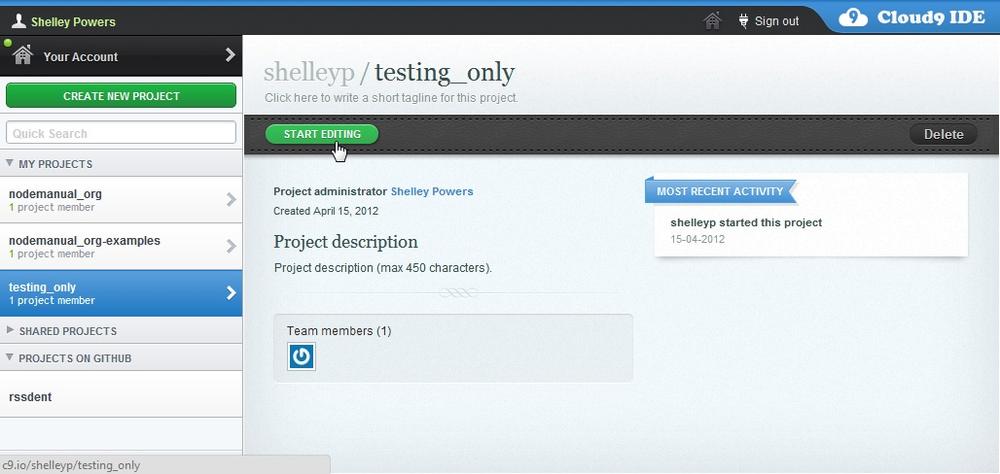 Shelley Powers
Sign out
Cloud9 IDE
Your Account
CREATE NEW PROJECT
Quick Search
MY PROJECTS
nodemanual_org
1 project member
nodemanual_org-examples
1 project member
testing_only
1 project member
SHARED PROJECTS
PROJECTS ON GITHUB
rssdent
c9.io/shelleyp/testing_only
shelleyp / testing_only
Click here to write a short tagline for this project.
START EDITING
Delete
Project administrator Shelley Powers
Created April 15, 2012
Project description
Project description (max 450 characters).
Team members (1)
MOST RECENT ACTIVITY
shelleyp started this project
15-04-2012